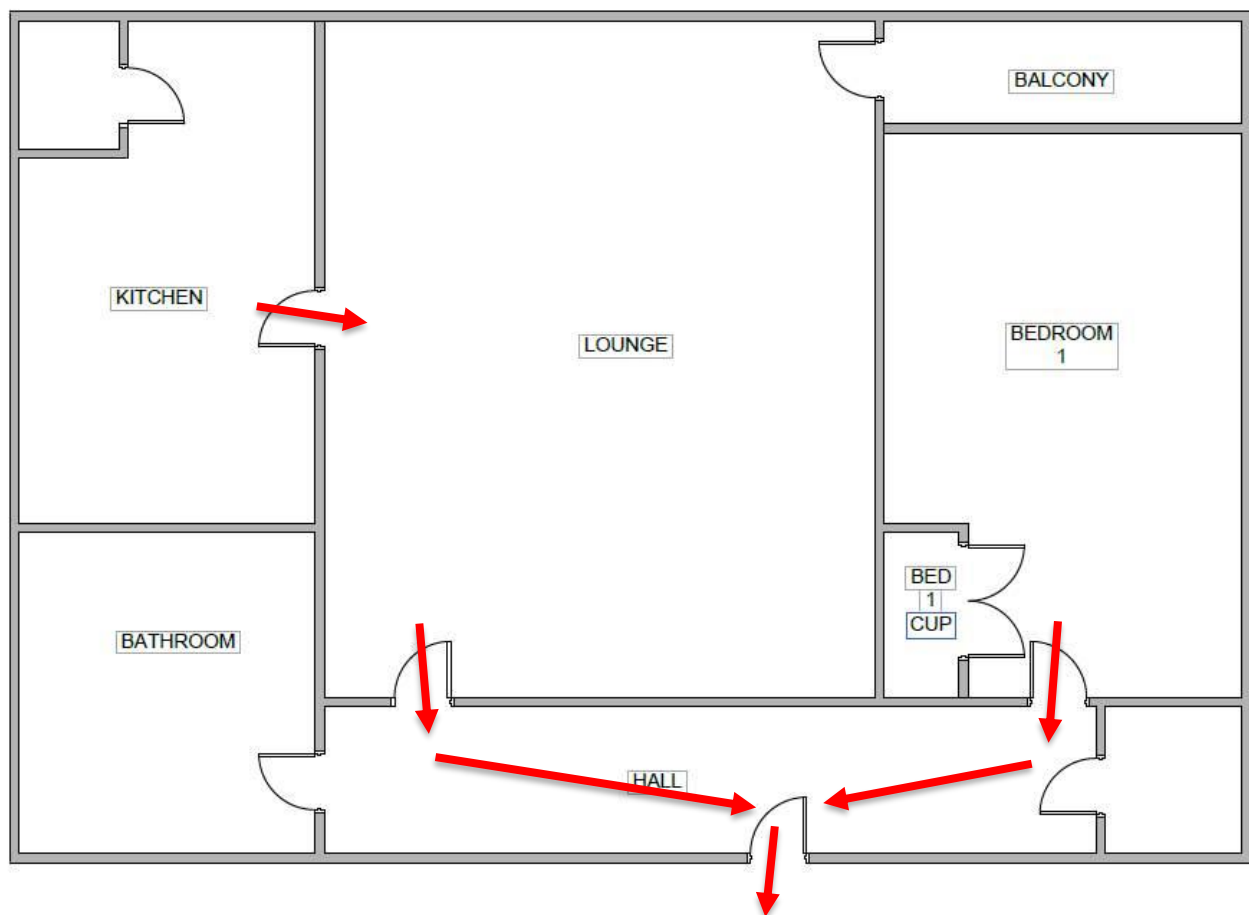 BALCONY
KITCHEN
LOUNGE
BEDROOM
1
BED
1
CUP
BATHROOM
HALL